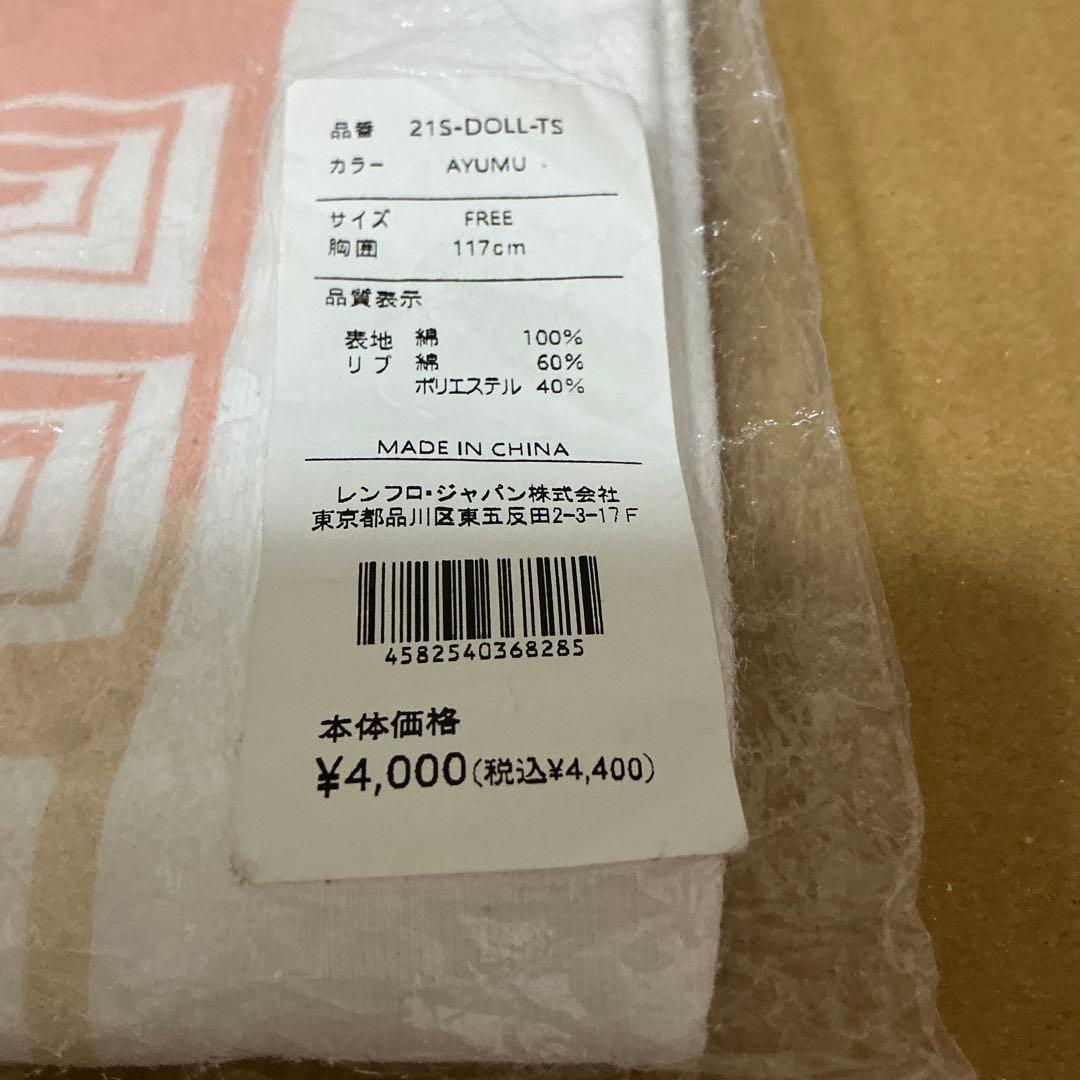 品番 21S-DOLL-TS
カラー AYUMU
サイズ FREE
胸囲 117cm
品質表示
表地 綿 100%
リブ 綿 60%
ポリエステル 40%
MADE IN CHINA
レンフロ・ジャパン株式会社
東京都品川区東五反田2-3-17F
4582540368285
本体価格
¥4,000(税込¥4,400)